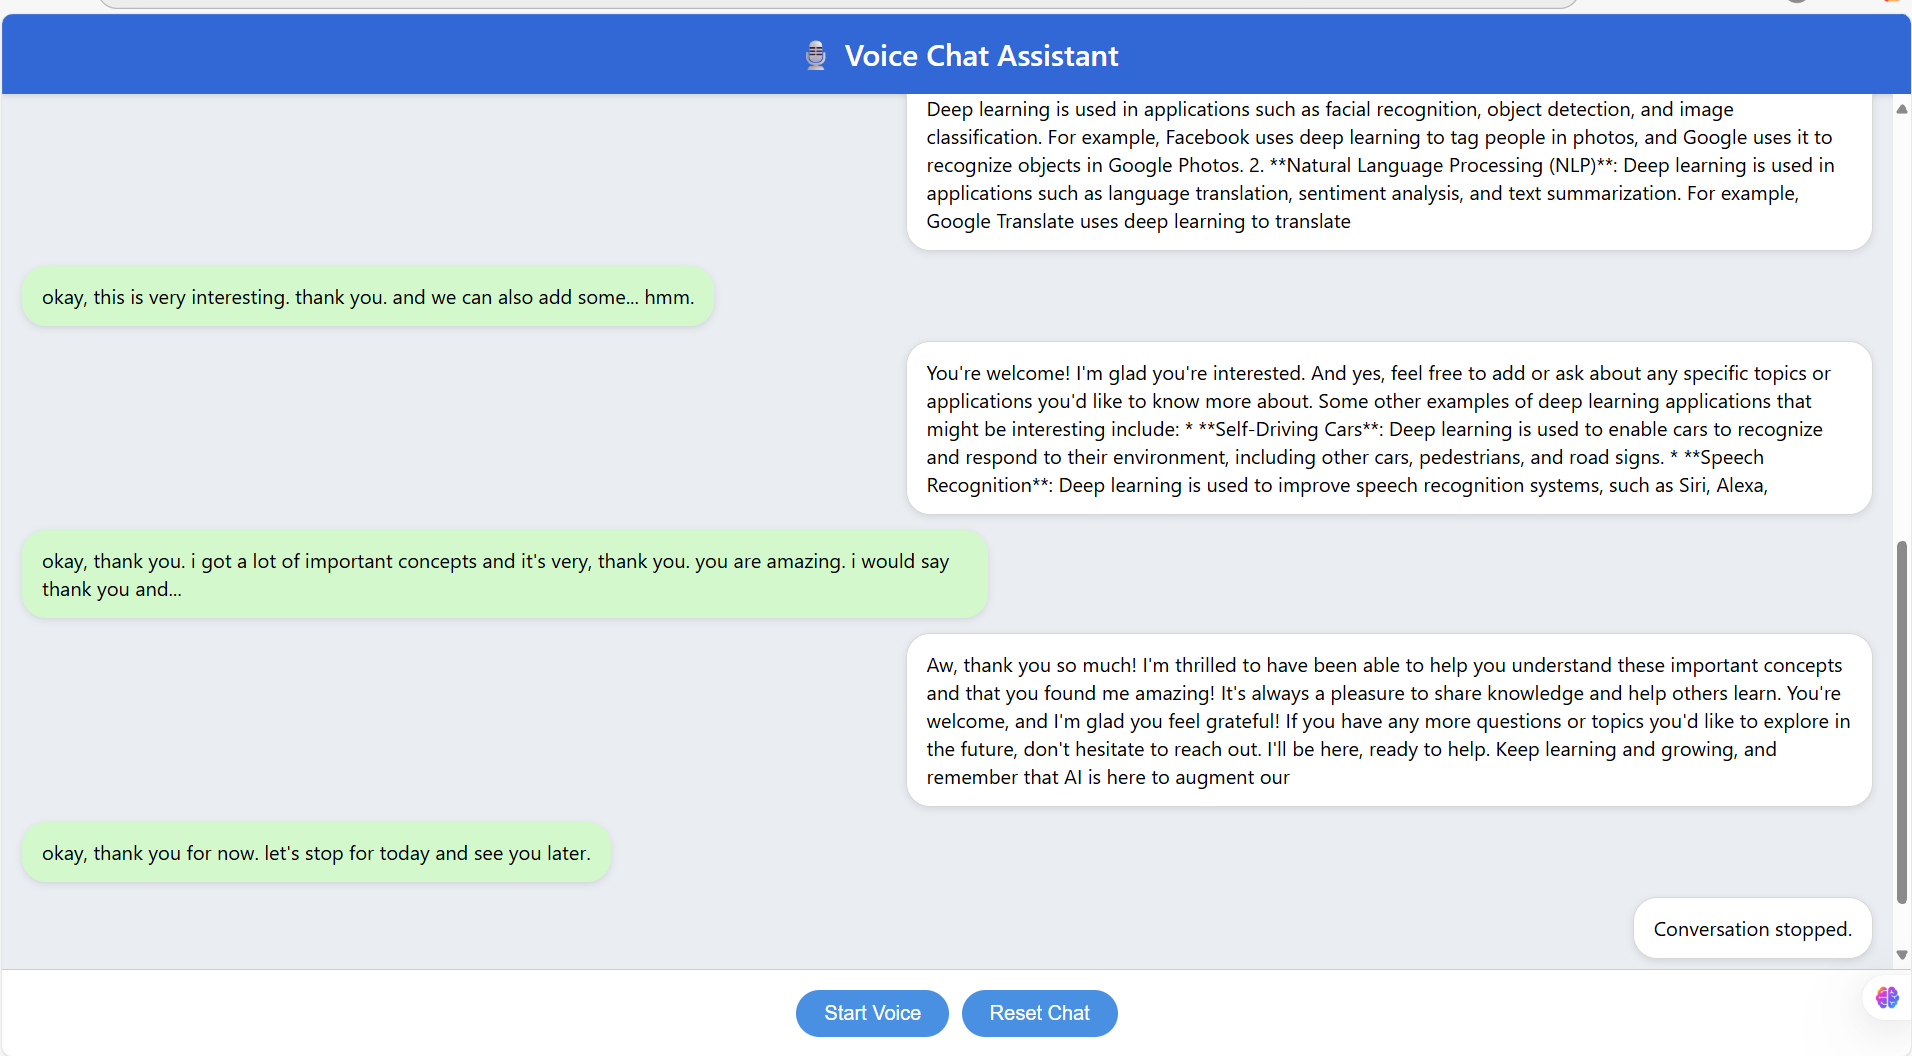 Voice Chat Assistant
Deep learning is used in applications such as facial recognition, object detection, and image
classification. For example, Facebook uses deep learning to tag people in photos, and Google uses it to
recognize objects in Google Photos. 2. **Natural Language Processing (NLP)**: Deep learning is used in
applications such as language translation, sentiment analysis, and text summarization. For example,
Google Translate uses deep learning to translate
okay, this is very interesting. thank you. and we can also add some... hmm.
You're welcome! I'm glad you're interested. And yes, feel free to add or ask about any specific topics or
applications you'd like to know more about. Some other examples of deep learning applications that
might be interesting include: * **Self-Driving Cars**: Deep learning is used to enable cars to recognize
and respond to their environment, including other cars, pedestrians, and road signs. * **Speech
Recognition**: Deep learning is used to improve speech recognition systems, such as Siri, Alexa,
okay, thank you. i got a lot of important concepts and it's very, thank you. you are amazing. i would say
thank you and...
Aw, thank you so much! I'm thrilled to have been able to help you understand these important concepts
and that you found me amazing! It's always a pleasure to share knowledge and help others learn. You're
welcome, and I'm glad you feel grateful! If you have any more questions or topics you'd like to explore in
the future, don't hesitate to reach out. I'll be here, ready to help. Keep learning and growing, and
remember that AI is here to augment our
okay, thank you for now. let's stop for today and see you later.
Conversation stopped.
Start Voice
Reset Chat